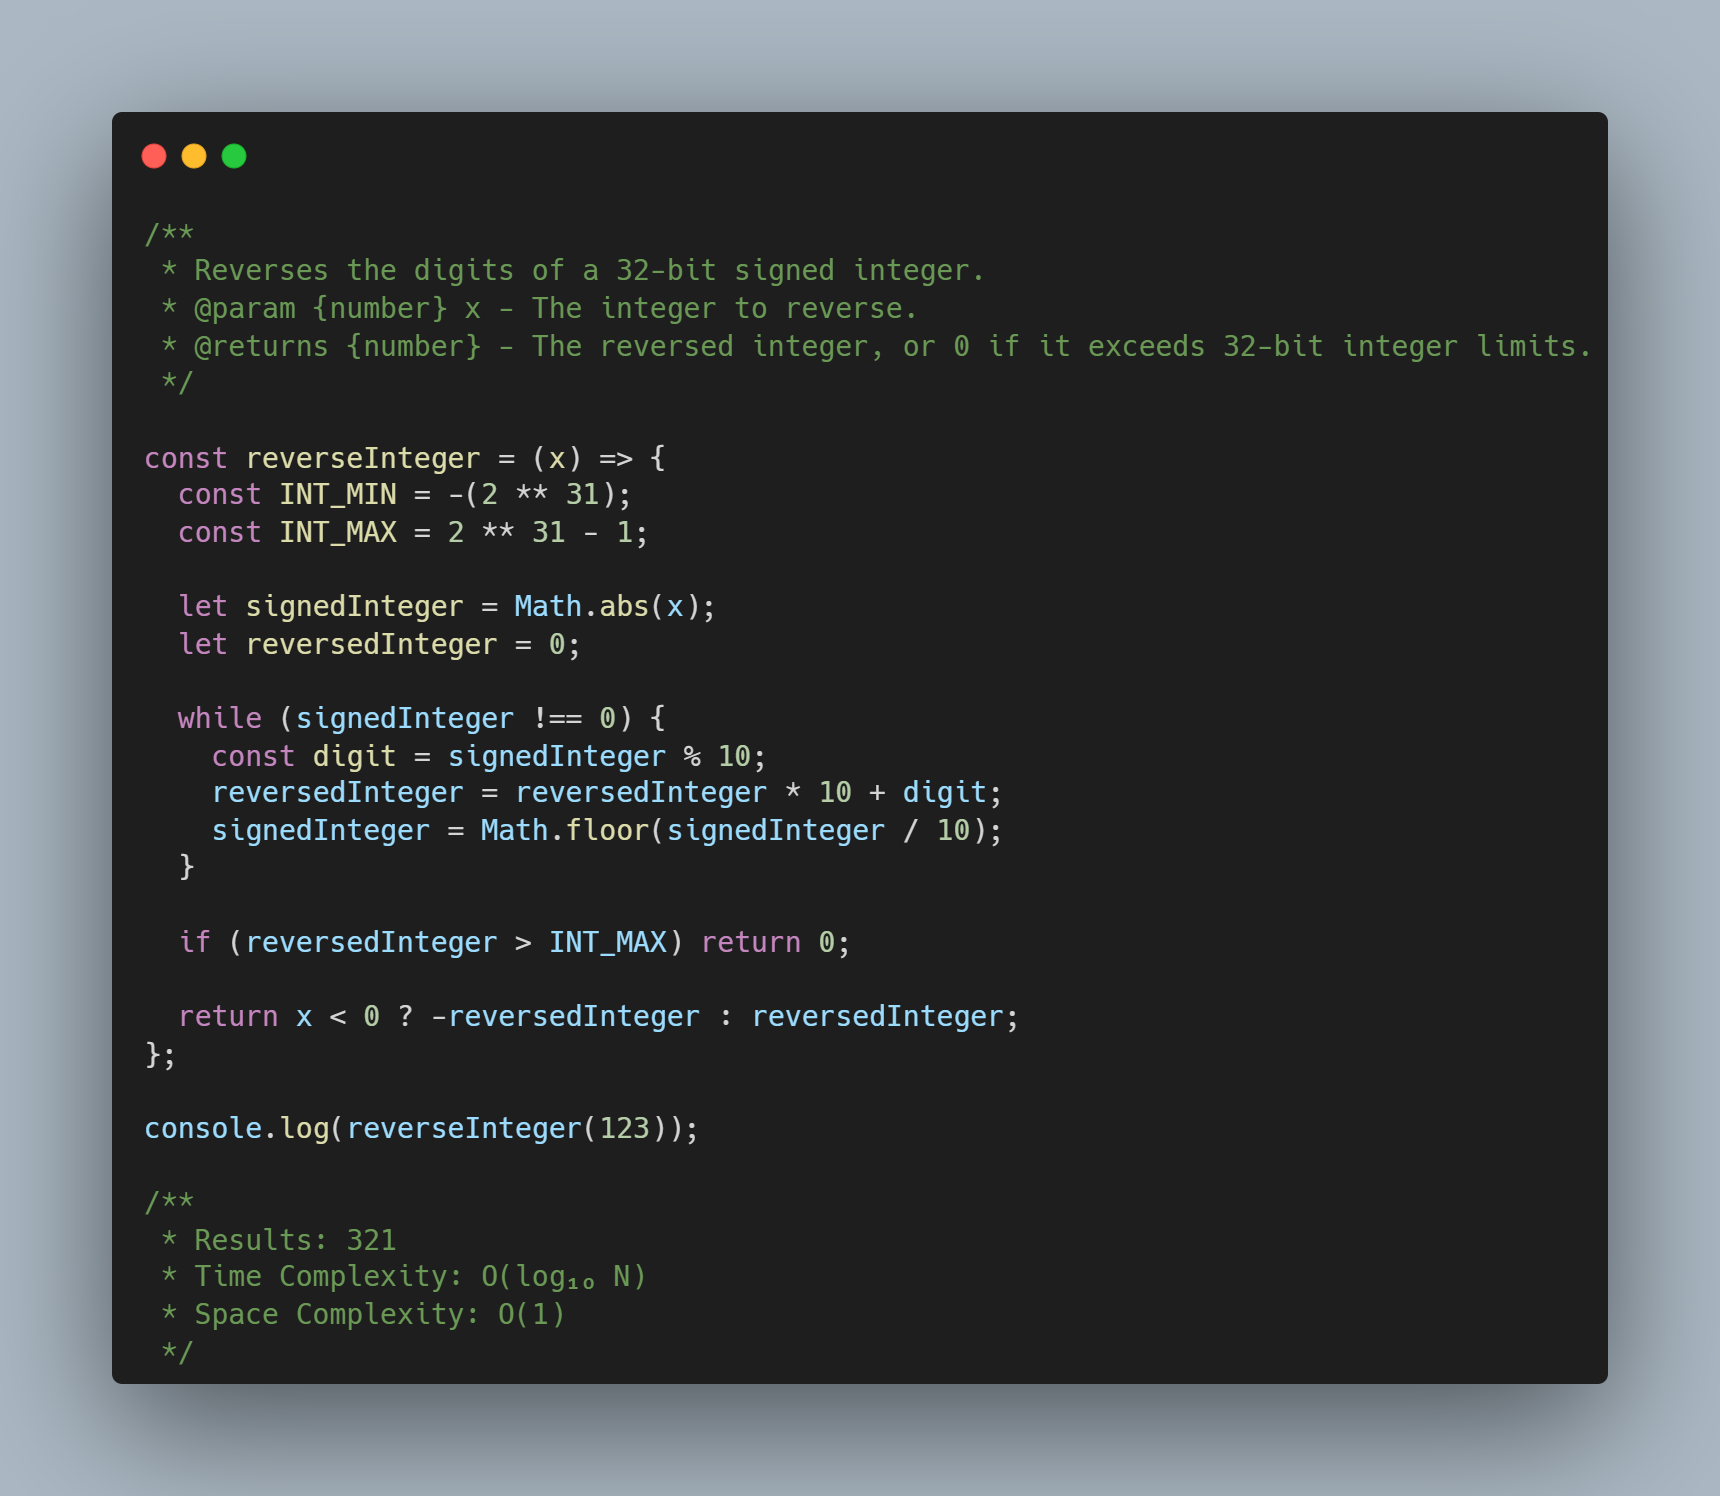 /**
 * Reverses the digits of a 32-bit signed integer.
 * @param {number} x - The integer to reverse.
 * @returns {number} - The reversed integer, or 0 if it exceeds 32-bit integer limits.
 */

const reverseInteger = (x) => {
  const INT_MIN = -(2 ** 31);
  const INT_MAX = 2 ** 31 - 1;

  let signedInteger = Math.abs(x);
  let reversedInteger = 0;

  while (signedInteger !== 0) {
    const digit = signedInteger % 10;
    reversedInteger = reversedInteger * 10 + digit;
    signedInteger = Math.floor(signedInteger / 10);
  }

  if (reversedInteger > INT_MAX) return 0;

  return x < 0 ? -reversedInteger : reversedInteger;
};

console.log(reverseInteger(123));

/**
 * Results: 321
 * Time Complexity: O(log₁₀ N)
 * Space Complexity: O(1)
 */